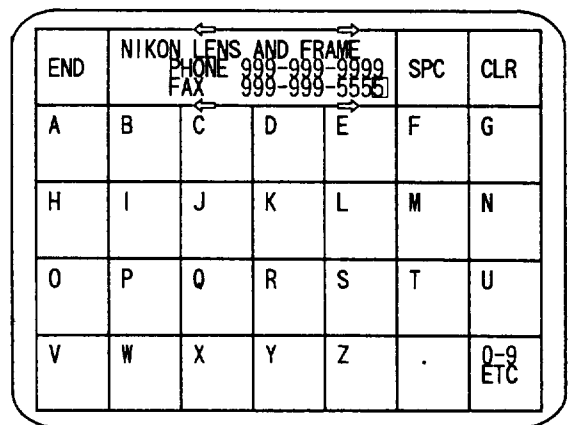 END
NIKON LENS AND FRAME
PHONE 999-999-9999
FAX 999-999-5555
SPC
CLR
A B C D E F G
H I J K L M N
O P Q R S T U
V W X Y Z . 0-9
ETC